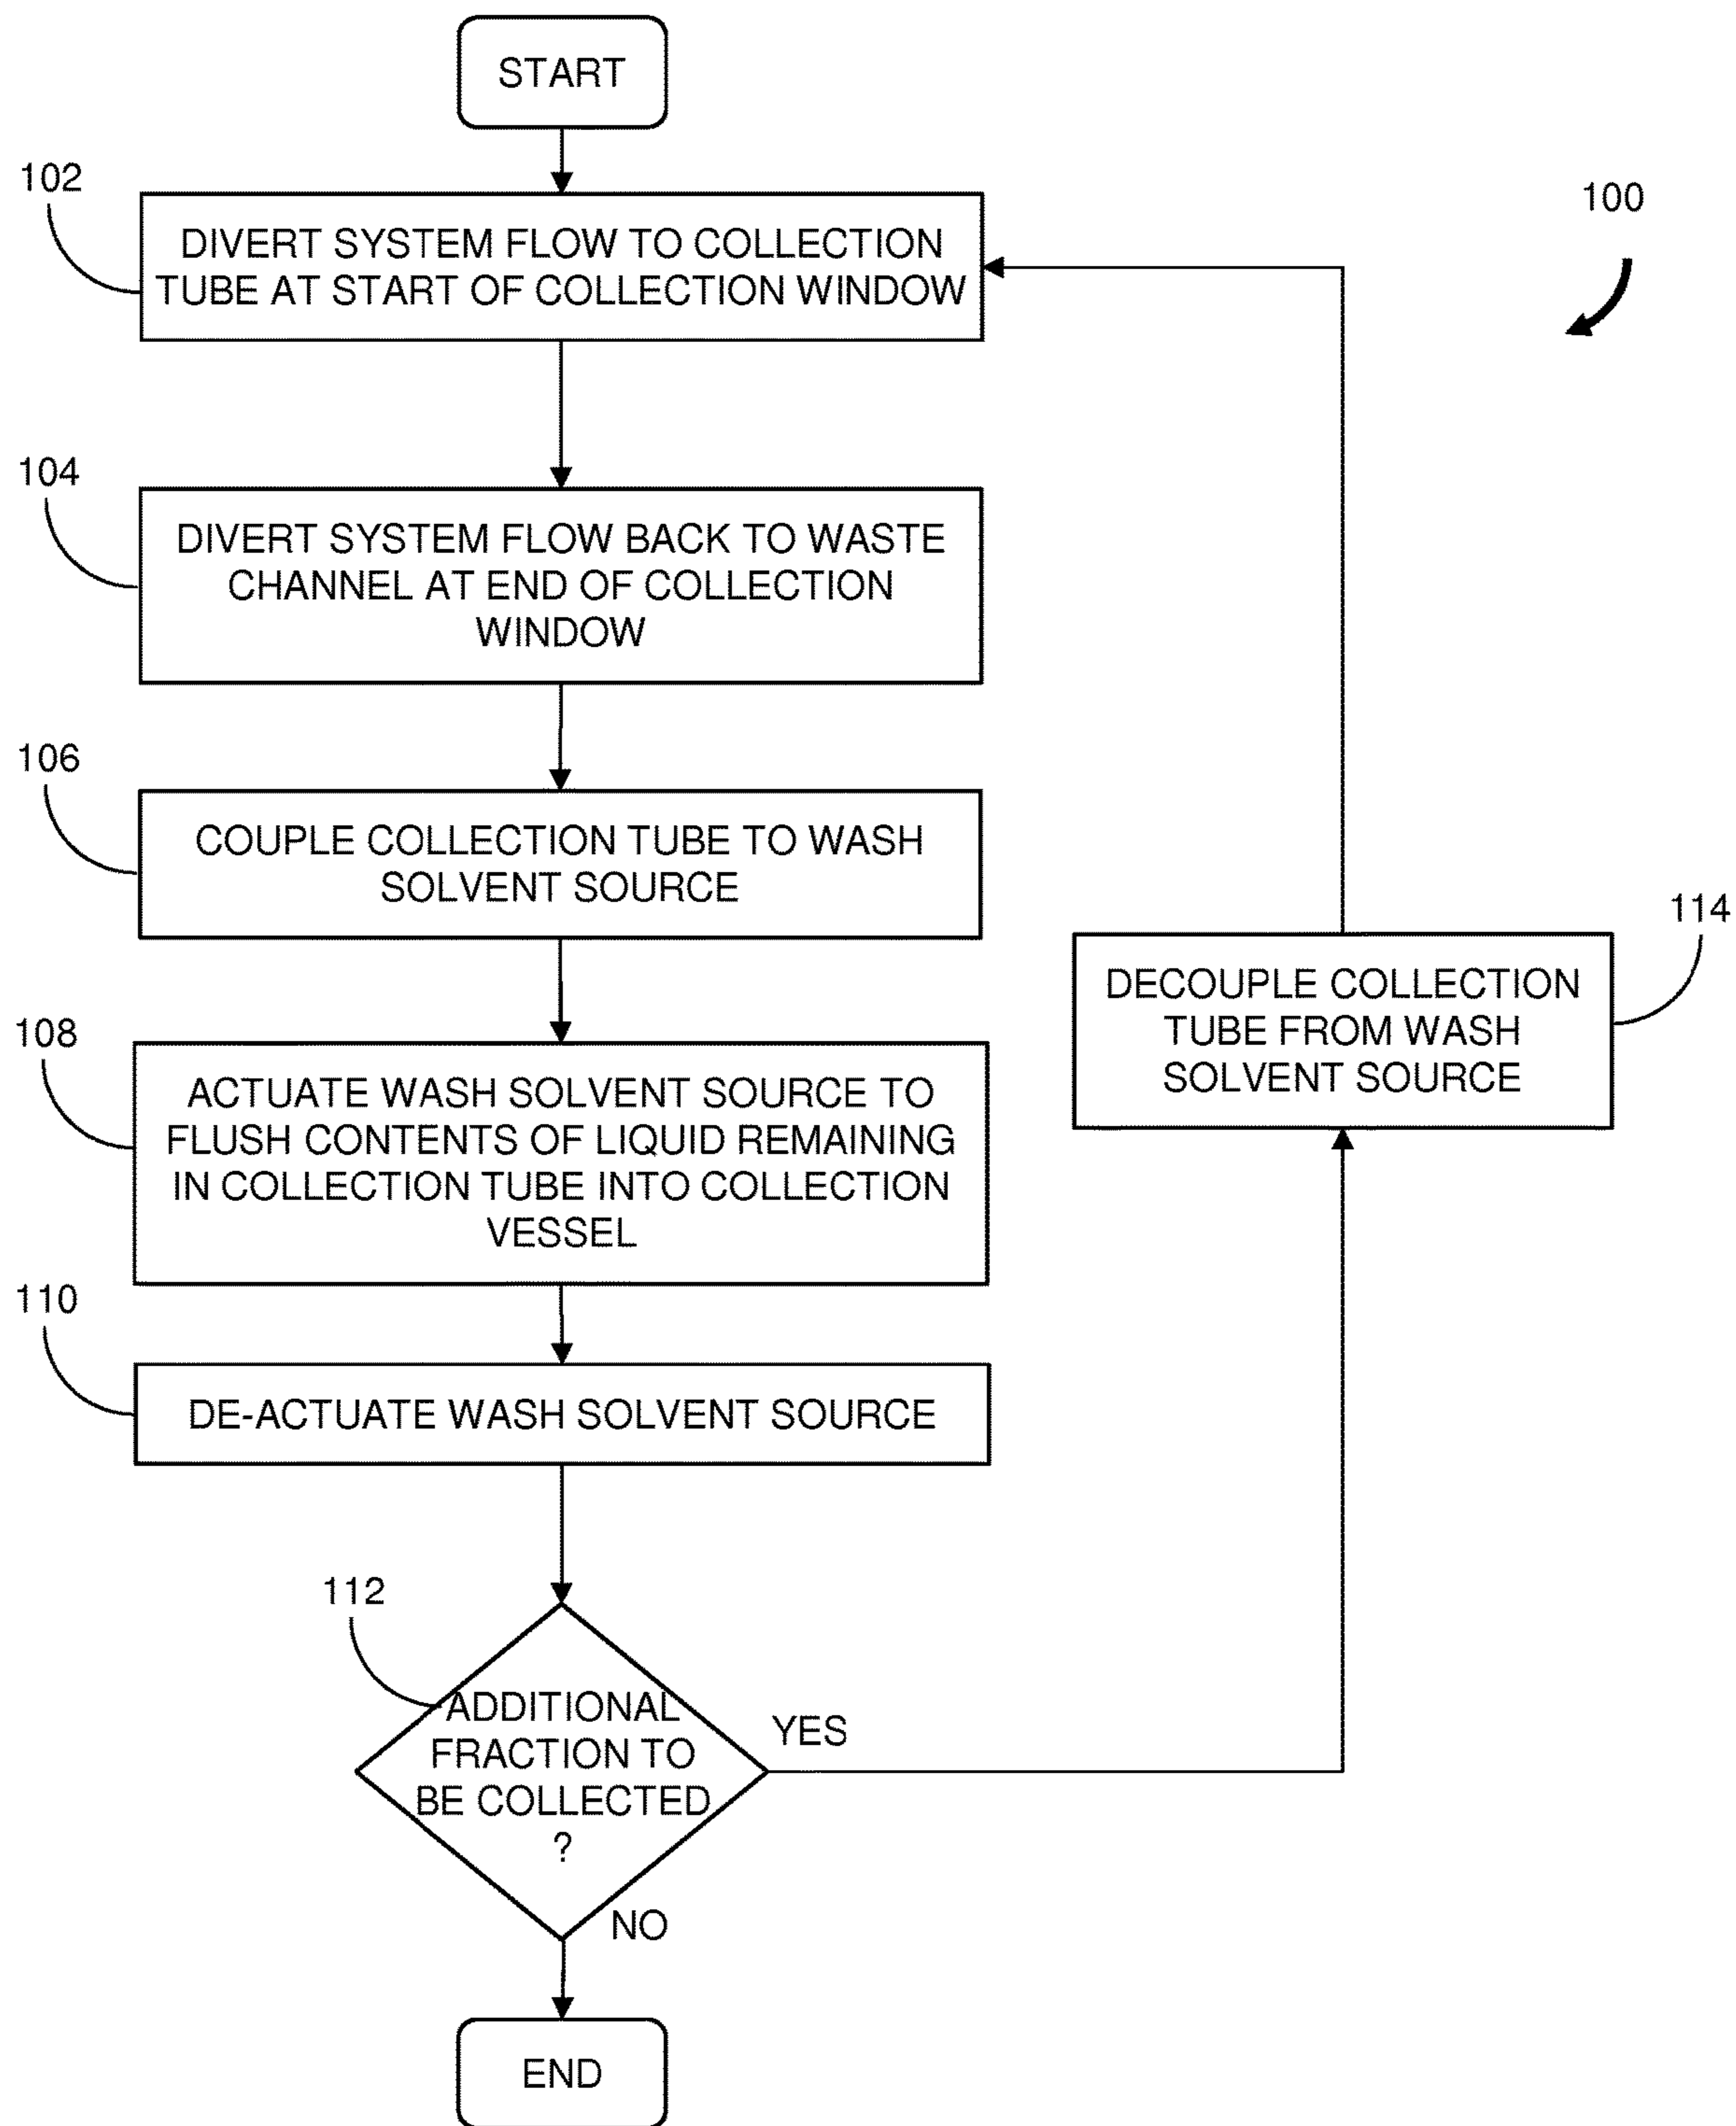 START
102
DIVERT SYSTEM FLOW TO COLLECTION
TUBE AT START OF COLLECTION WINDOW
100
104
DIVERT SYSTEM FLOW BACK TO WASTE
CHANNEL AT END OF COLLECTION
WINDOW
106
COUPLE COLLECTION TUBE TO WASH
SOLVENT SOURCE
114
DECOUPLE COLLECTION
TUBE FROM WASH
SOLVENT SOURCE
108
ACTUATE WASH SOLVENT SOURCE TO
FLUSH CONTENTS OF LIQUID REMAINING
IN COLLECTION TUBE INTO COLLECTION
VESSEL
110
DE-ACTUATE WASH SOLVENT SOURCE
112
ADDITIONAL
FRACTION TO
BE COLLECTED
?
YES
NO
END